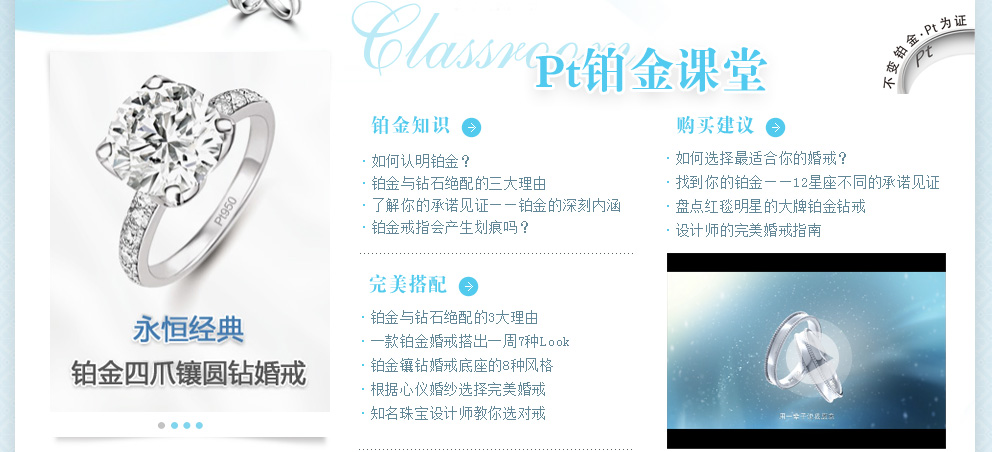 Classroom
Pt铂金课堂
不变铂金·Pt为证
Pt
Pt950
永恒经典
铂金四爪镶圆钻婚戒
铂金知识
· 如何认明铂金？
· 铂金与钻石绝配的三大理由
· 了解你的承诺见证——铂金的深刻内涵
· 铂金戒指会产生划痕吗？
完美搭配
· 铂金与钻石绝配的3大理由
· 一款铂金婚戒搭出一周7种Look
· 铂金镶钻婚戒底座的8种风格
· 根据心仪婚纱选择完美婚戒
· 知名珠宝设计师教你选对戒
购买建议
· 如何选择最适合你的婚戒？
· 找到你的铂金——12星座不同的承诺见证
· 盘点红毯明星的大牌铂金钻戒
· 设计师的完美婚戒指南